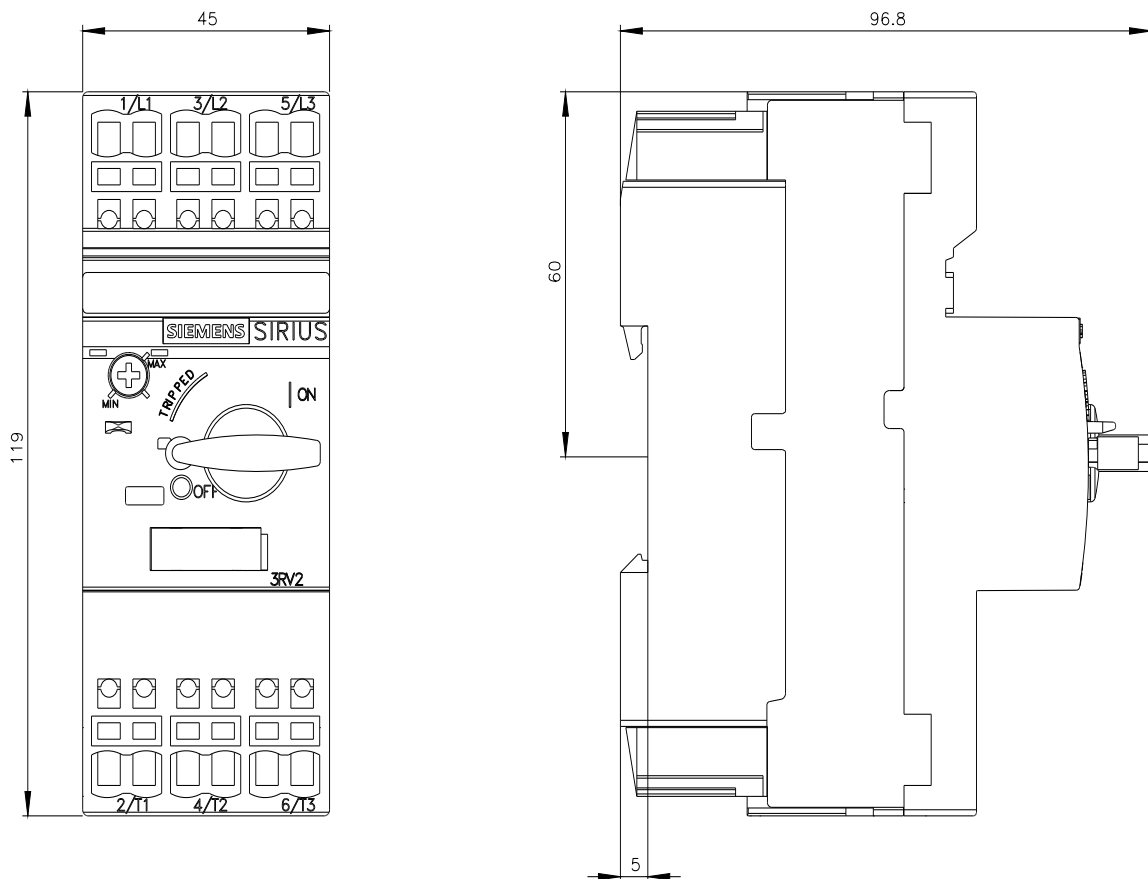 45
96.8
1/L1 3/L2 5/L3
60
SIEMENS SIRIUS
MAX
MIN
TRIPPED
ON
119
OFF
3RV2
2/T1 4/T2 6/T3
5